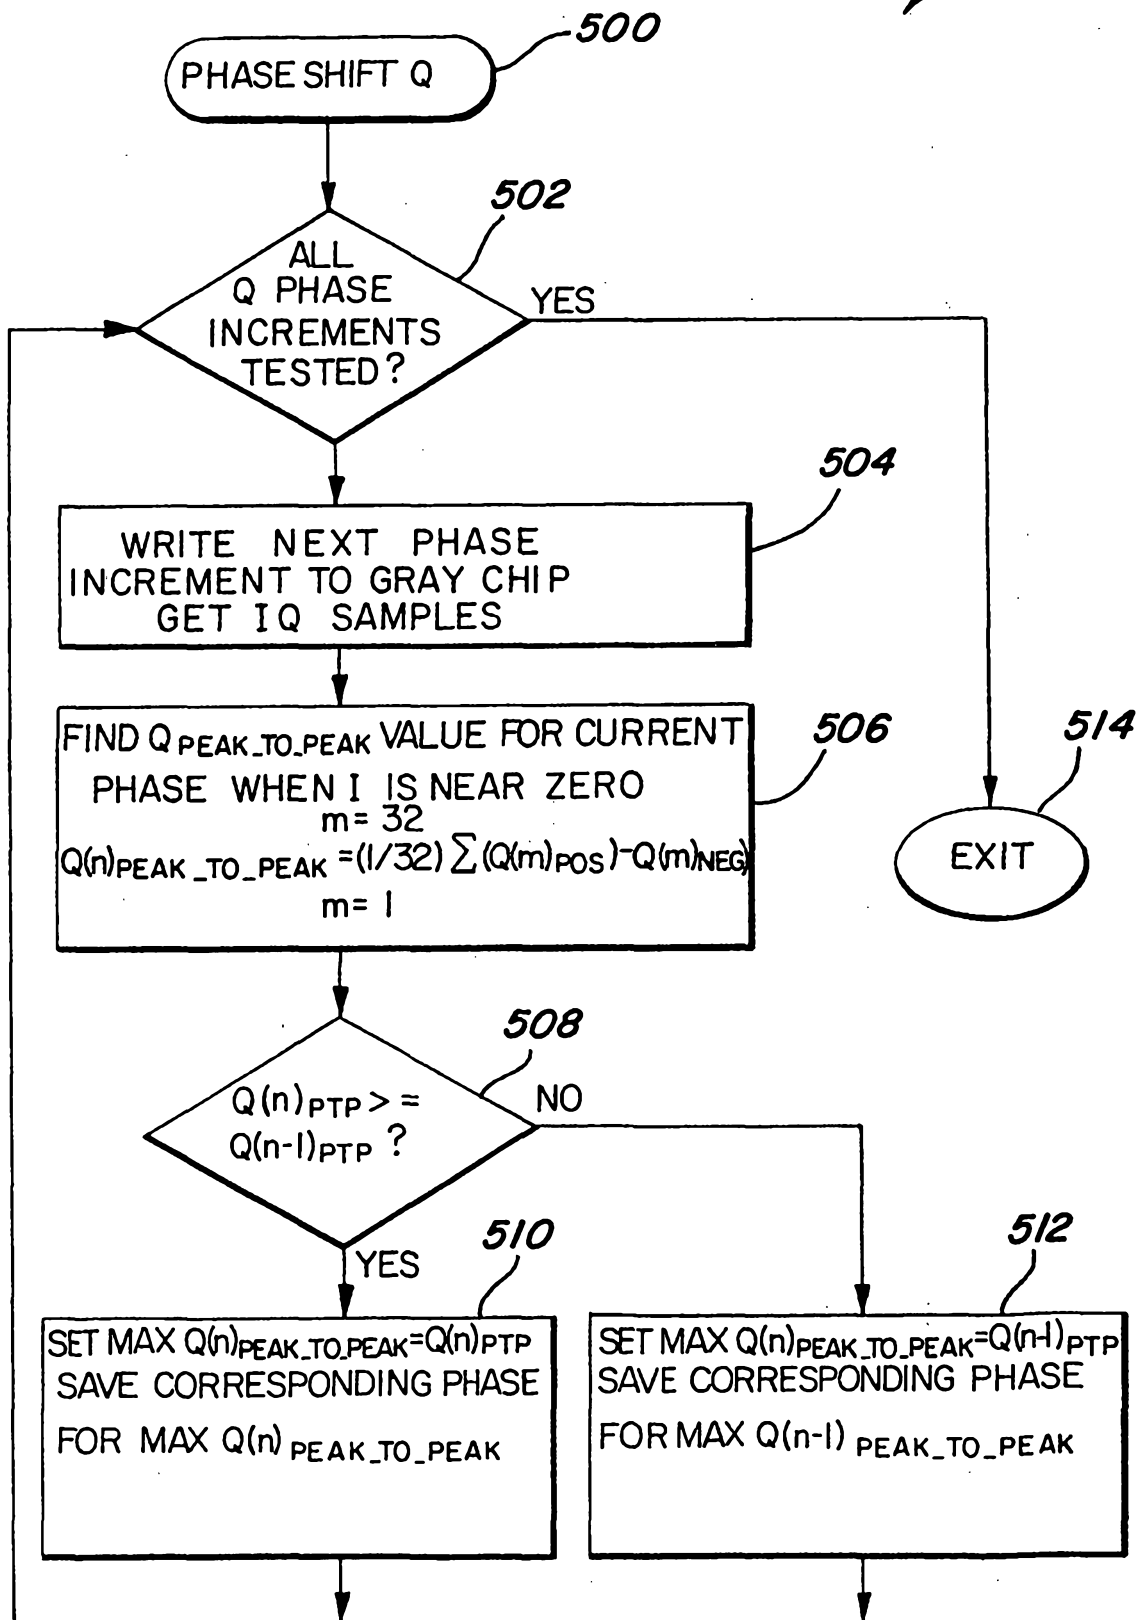 500
PHASE SHIFT Q
502
ALL
Q PHASE
INCREMENTS
TESTED?
YES
504
WRITE NEXT PHASE
INCREMENT TO GRAY CHIP
GET IQ SAMPLES
506
FIND Q PEAK_TO_PEAK VALUE FOR CURRENT
PHASE WHEN I IS NEAR ZERO
m= 32
Q(n)PEAK_TO_PEAK =(1/32) ∑ (Q(m)POS)-Q(m)NEG)
m= 1
514
EXIT
508
Q(n)PTP > =
Q(n-1)PTP ?
NO
YES
510
SET MAX Q(n)PEAK_TO_PEAK=Q(n)PTP
SAVE CORRESPONDING PHASE
FOR MAX Q(n) PEAK_TO_PEAK
512
SET MAX Q(n)PEAK_TO_PEAK=Q(n-1)PTP
SAVE CORRESPONDING PHASE
FOR MAX Q(n-1) PEAK_TO_PEAK